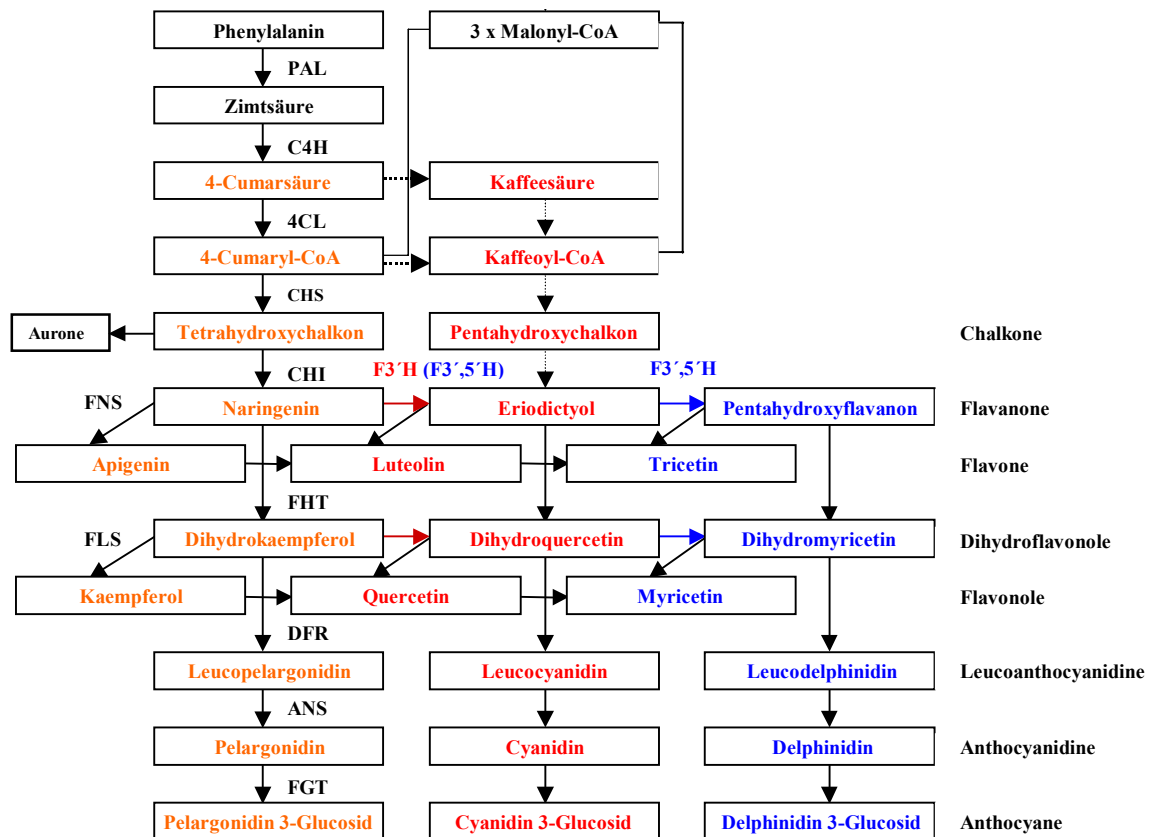 Phenylalanin 3 x Malonyl-CoA
PAL
Zimtsäure
C4H
4-Cumarsäure Kaffeesäure
4CL
4-Cumaryl-CoA Kaffeoyl-CoA
CHS
Aurone Tetrahydroxychalkon Pentahydroxychalkon Chalkone
CHI F3´H (F3´,5´H) F3´,5´H
FNS Naringenin Eriodictyol Pentahydroxyflavanon Flavanone
Apigenin Luteolin Tricetin Flavone
FHT
FLS Dihydrokaempferol Dihydroquercetin Dihydromyricetin Dihydroflavonole
Kaempferol Quercetin Myricetin Flavonole
DFR
Leucopelargonidin Leucocyanidin Leucodelphinidin Leucoanthocyanidine
ANS
Pelargonidin Cyanidin Delphinidin Anthocyanidine
FGT
Pelargonidin 3-Glucosid Cyanidin 3-Glucosid Delphinidin 3-Glucosid Anthocyane